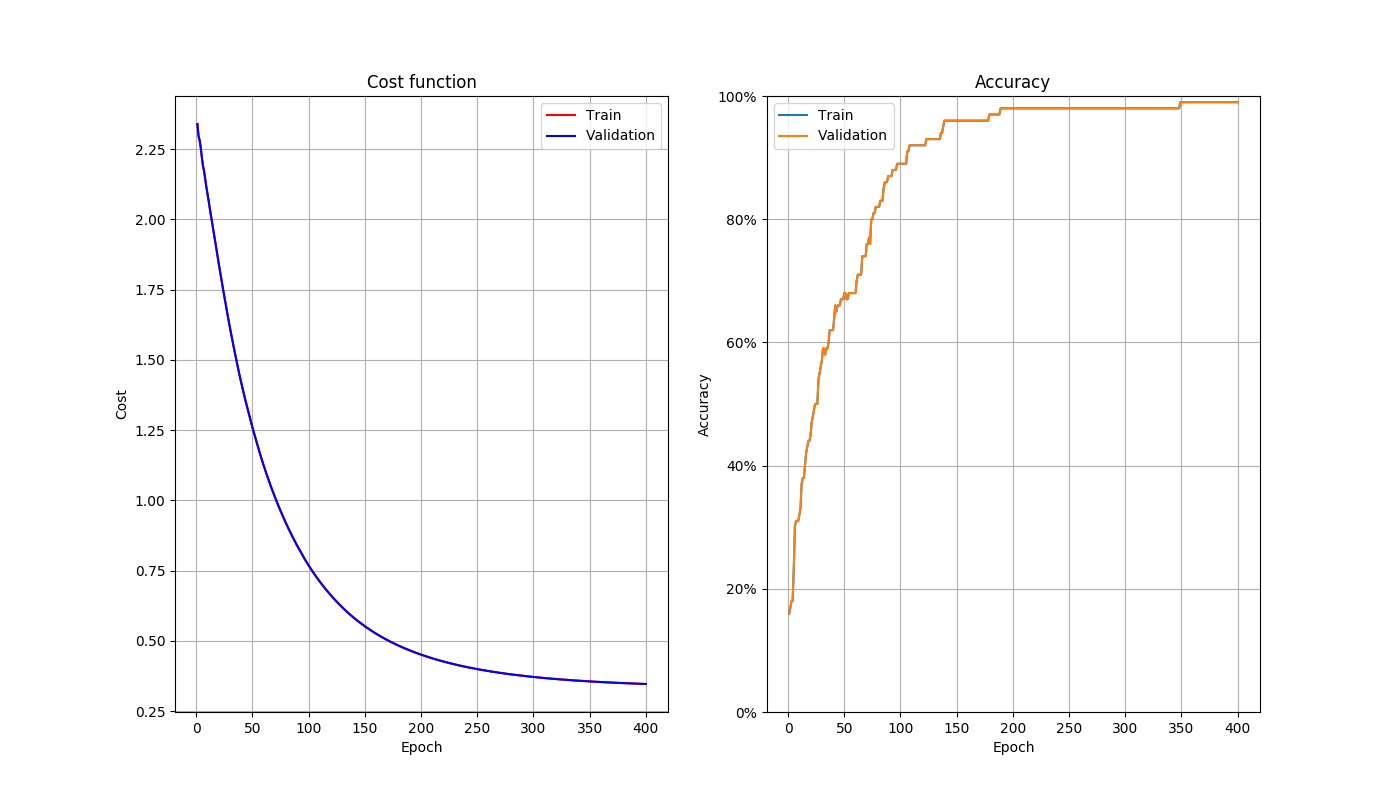 Cost function
Train
Validation
2.25
2.00
1.75
1.50
1.25
1.00
0.75
0.50
0.25
Cost
0 50 100 150 200 250 300 350 400
Epoch
Accuracy
Train
Validation
100%
80%
60%
40%
20%
0%
Accuracy
0 50 100 150 200 250 300 350 400
Epoch